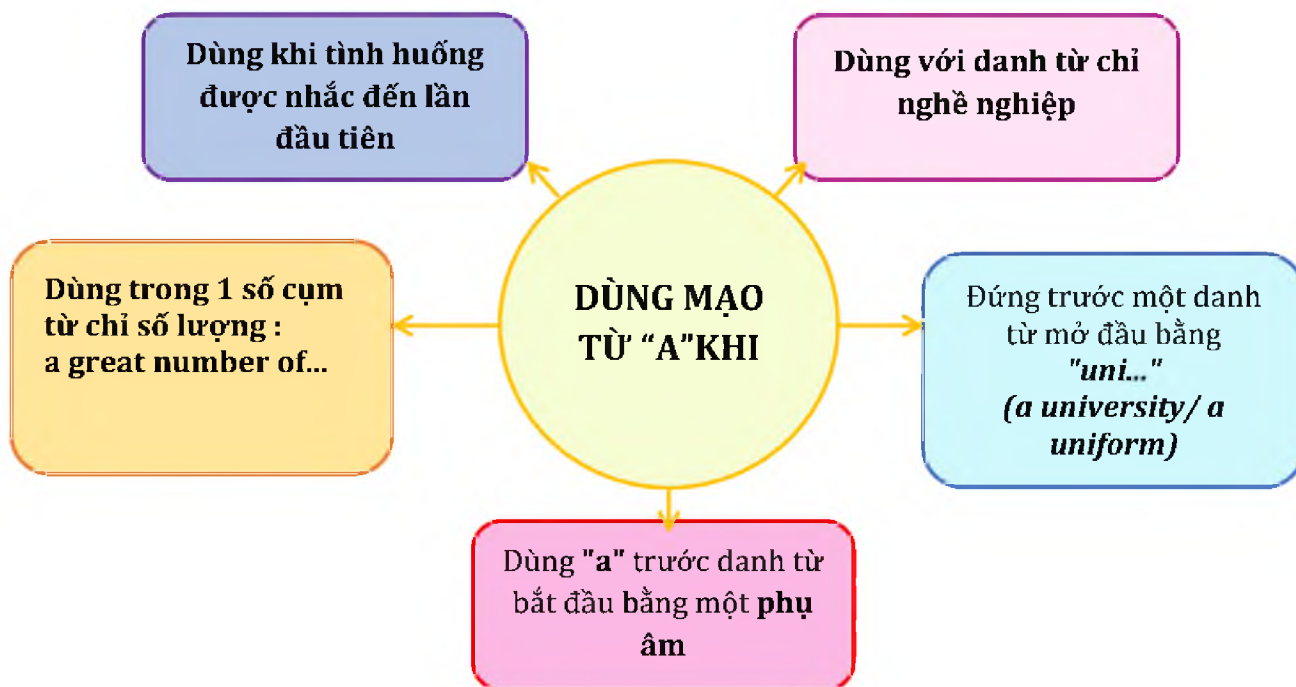 Dùng khi tình huống
được nhắc đến lần
đầu tiên
Dùng với danh từ chỉ
nghề nghiệp
Dùng trong 1 số cụm
từ chỉ số lượng :
a great number of...
DÙNG MẠO
TỪ “A”KHI
Đứng trước một danh
từ mở đầu bằng
"uni..."
(a university/ a
uniform)
Dùng "a" trước danh từ
bắt đầu bằng một phụ
âm